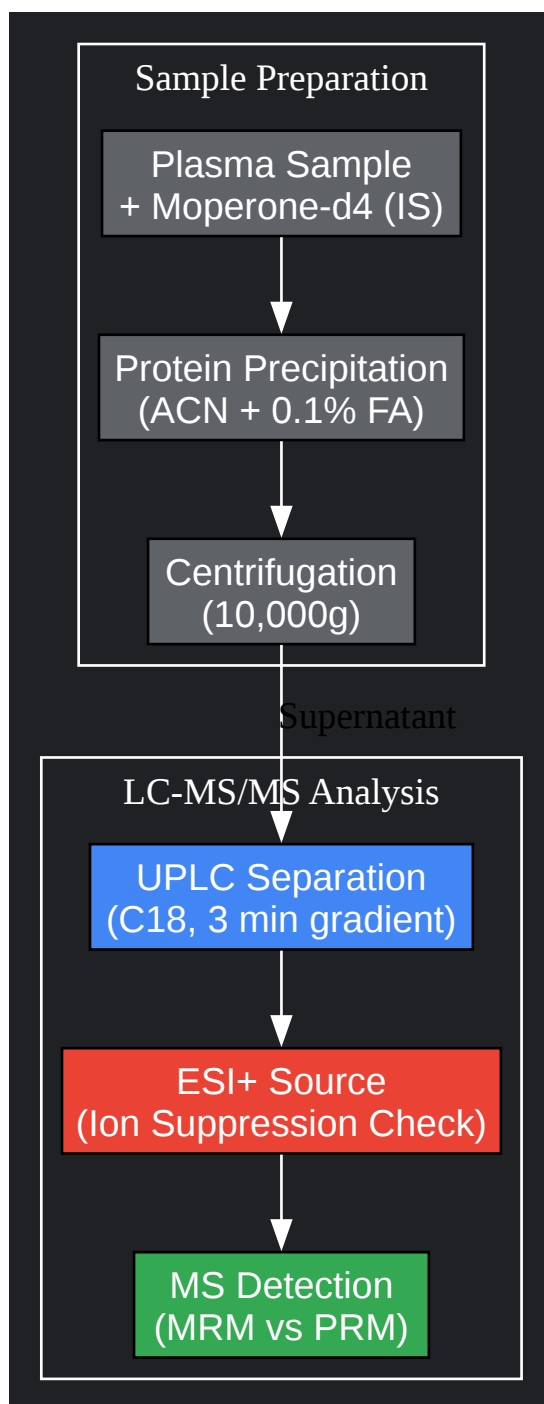 Sample Preparation
Plasma Sample
+ Moperone-d4 (IS)
Protein Precipitation
(ACN + 0.1% FA)
Centrifugation
(10,000g)
Supernatant
LC-MS/MS Analysis
UPLC Separation
(C18, 3 min gradient)
ESI+ Source
(Ion Suppression Check)
MS Detection
(MRM vs PRM)